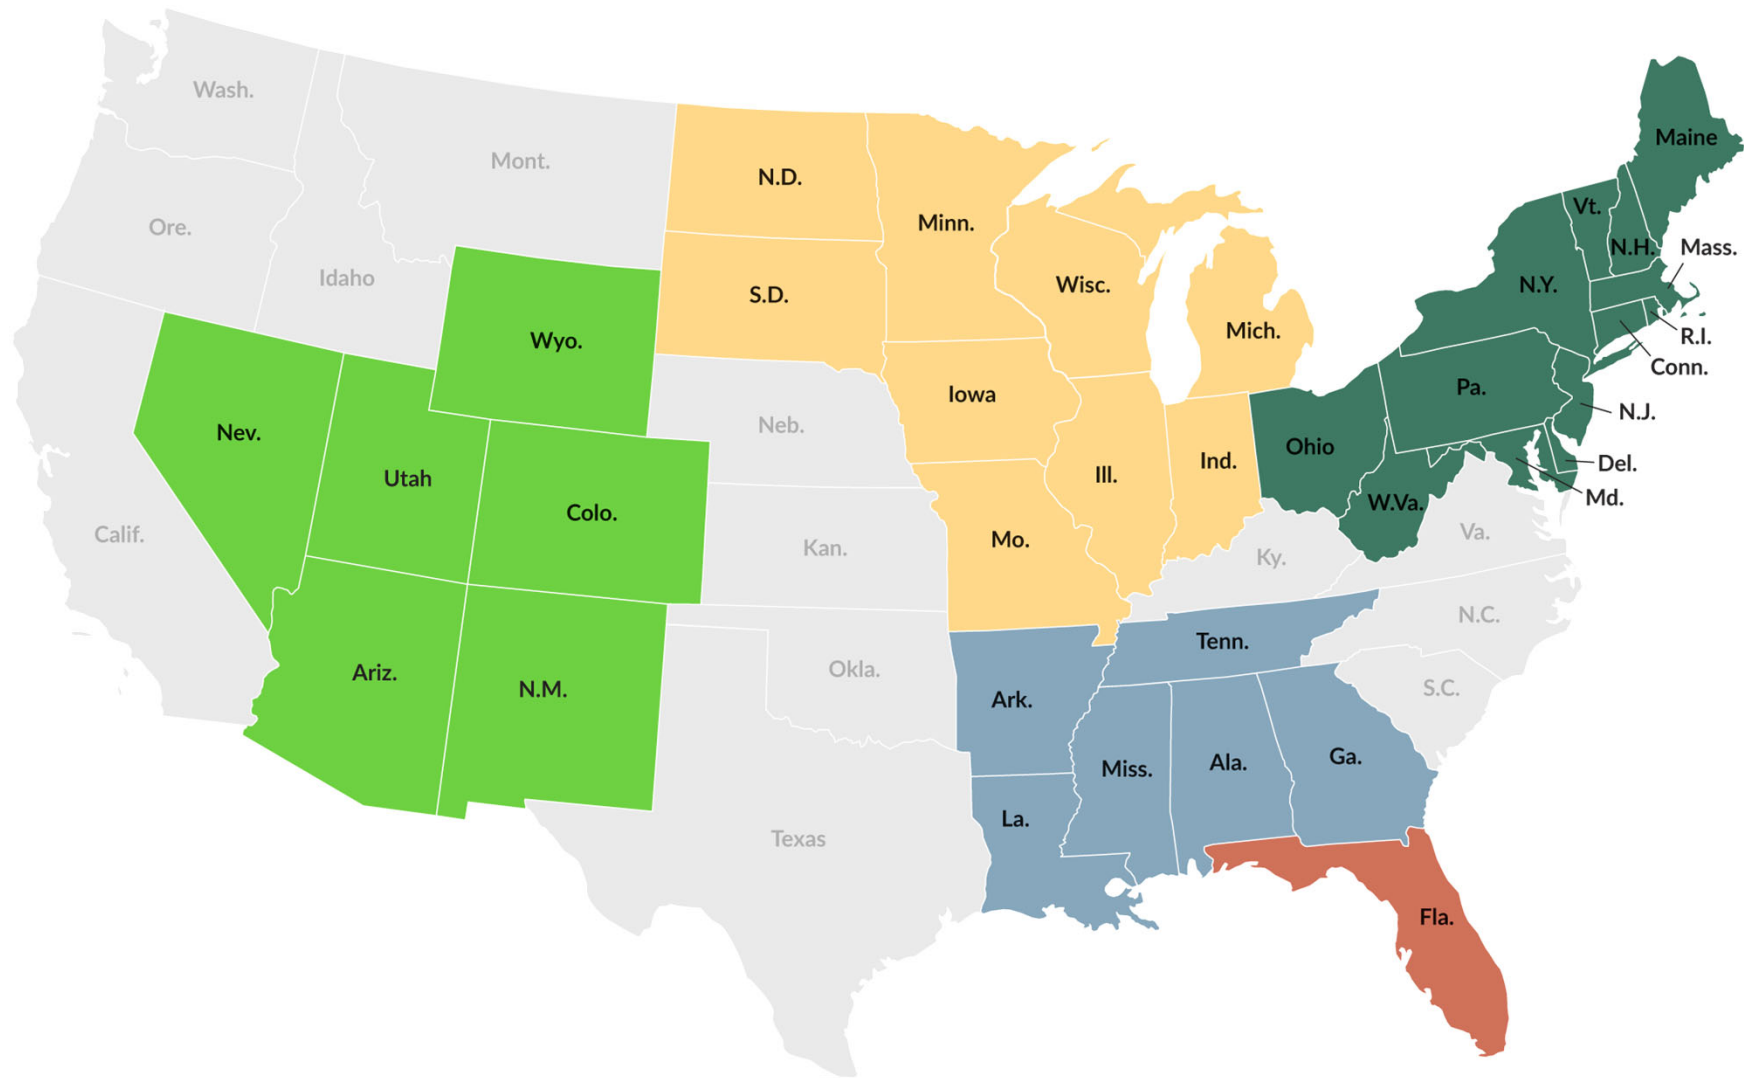 Wash.
Mont.
Ore.
Idaho
Calif.
Nev.
Utah
Wyo.
Colo.
Ariz.
N.M.
N.D.
S.D.
Neb.
Kan.
Okla.
Texas
Minn.
Iowa
Mo.
Wisc.
Ill.
Mich.
Ind.
Ark.
La.
Miss.
Ala.
Tenn.
Ky.
Ga.
Fla.
S.C.
N.C.
Va.
W.Va.
Ohio
Pa.
N.Y.
Vt.
N.H.
Maine
Mass.
R.I.
Conn.
N.J.
Del.
Md.